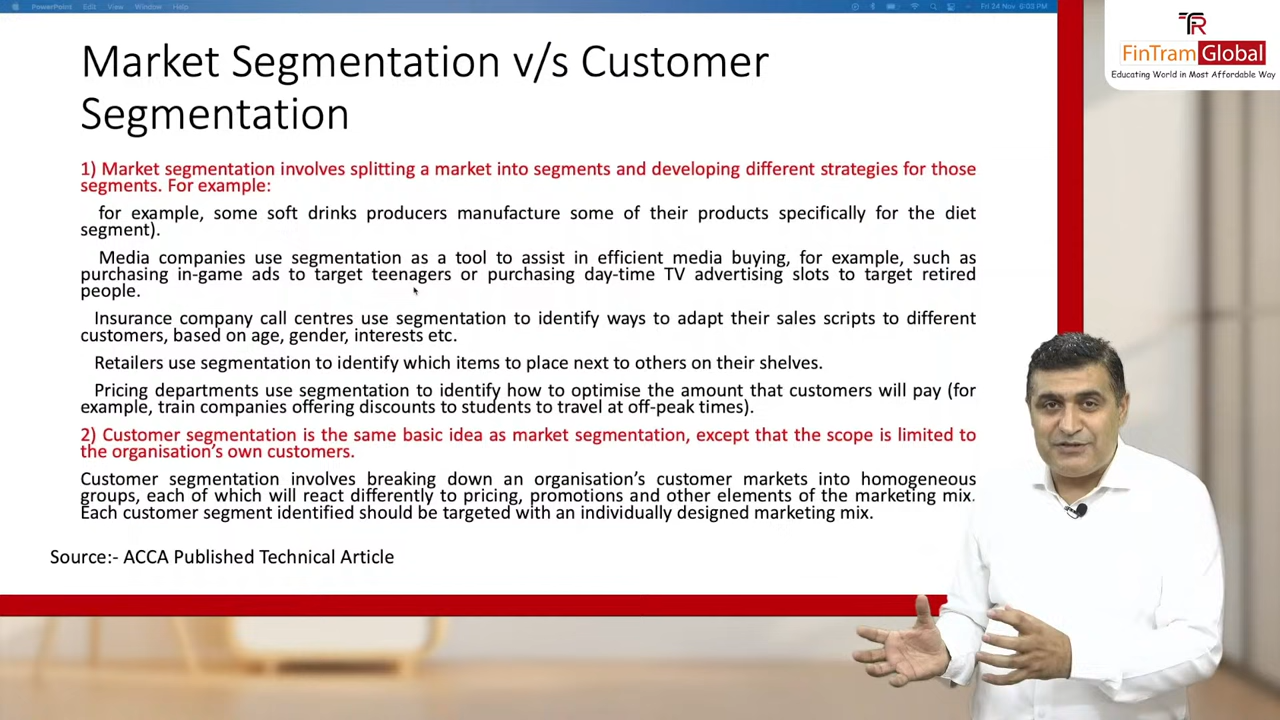 PowerPoint Edit View Window Help Fri 24 Nov 6:03 PM
Market Segmentation v/s Customer
Segmentation
FinTram Global
Educating World in Most Affordable Way
1) Market segmentation involves splitting a market into segments and developing different strategies for those
segments. For example:
for example, some soft drinks producers manufacture some of their products specifically for the diet
segment).
Media companies use segmentation as a tool to assist in efficient media buying, for example, such as
purchasing in-game ads to target teenagers or purchasing day-time TV advertising slots to target retired
people.
Insurance company call centres use segmentation to identify ways to adapt their sales scripts to different
customers, based on age, gender, interests etc.
Retailers use segmentation to identify which items to place next to others on their shelves.
Pricing departments use segmentation to identify how to optimise the amount that customers will pay (for
example, train companies offering discounts to students to travel at off-peak times).
2) Customer segmentation is the same basic idea as market segmentation, except that the scope is limited to
the organisation’s own customers.
Customer segmentation involves breaking down an organisation’s customer markets into homogeneous
groups, each of which will react differently to pricing, promotions and other elements of the marketing mix.
Each customer segment identified should be targeted with an individually designed marketing mix.
Source:- ACCA Published Technical Article